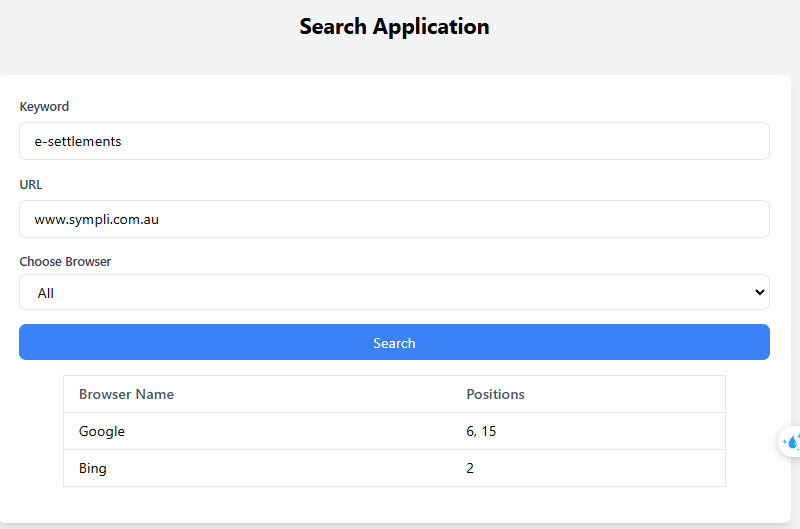 Search Application
Keyword
e-settlements
URL
www.sympli.com.au
Choose Browser
All
Search
Browser Name Positions
Google 6, 15
Bing 2